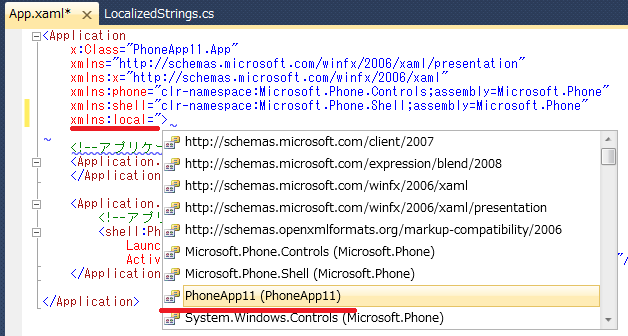 App.xaml* × LocalizedStrings.cs
<Application
x:Class="PhoneApp11.App"
xmlns="http://schemas.microsoft.com/winfx/2006/xaml/presentation"
xmlns:x="http://schemas.microsoft.com/winfx/2006/xaml"
xmlns:phone="clr-namespace:Microsoft.Phone.Controls;assembly=Microsoft.Phone"
xmlns:shell="clr-namespace:Microsoft.Phone.Shell;assembly=Microsoft.Phone"
xmlns:local=">
http://schemas.microsoft.com/client/2007
<!--アプリケー
http://schemas.microsoft.com/expression/blend/2008
<Application.
http://schemas.microsoft.com/winfx/2006/xaml
</Application.
http://schemas.microsoft.com/winfx/2006/xaml/presentation
<Application.
http://schemas.openxmlformats.org/markup-compatibility/2006
<!--アプリ
Microsoft.Phone.Controls (Microsoft.Phone)
<shell:Ph
Microsoft.Phone.Shell (Microsoft.Phone)
Launc
Activ
"/
PhoneApp11 (PhoneApp11)
</Application.
System.Windows.Controls (Microsoft.Phone)
</Application>